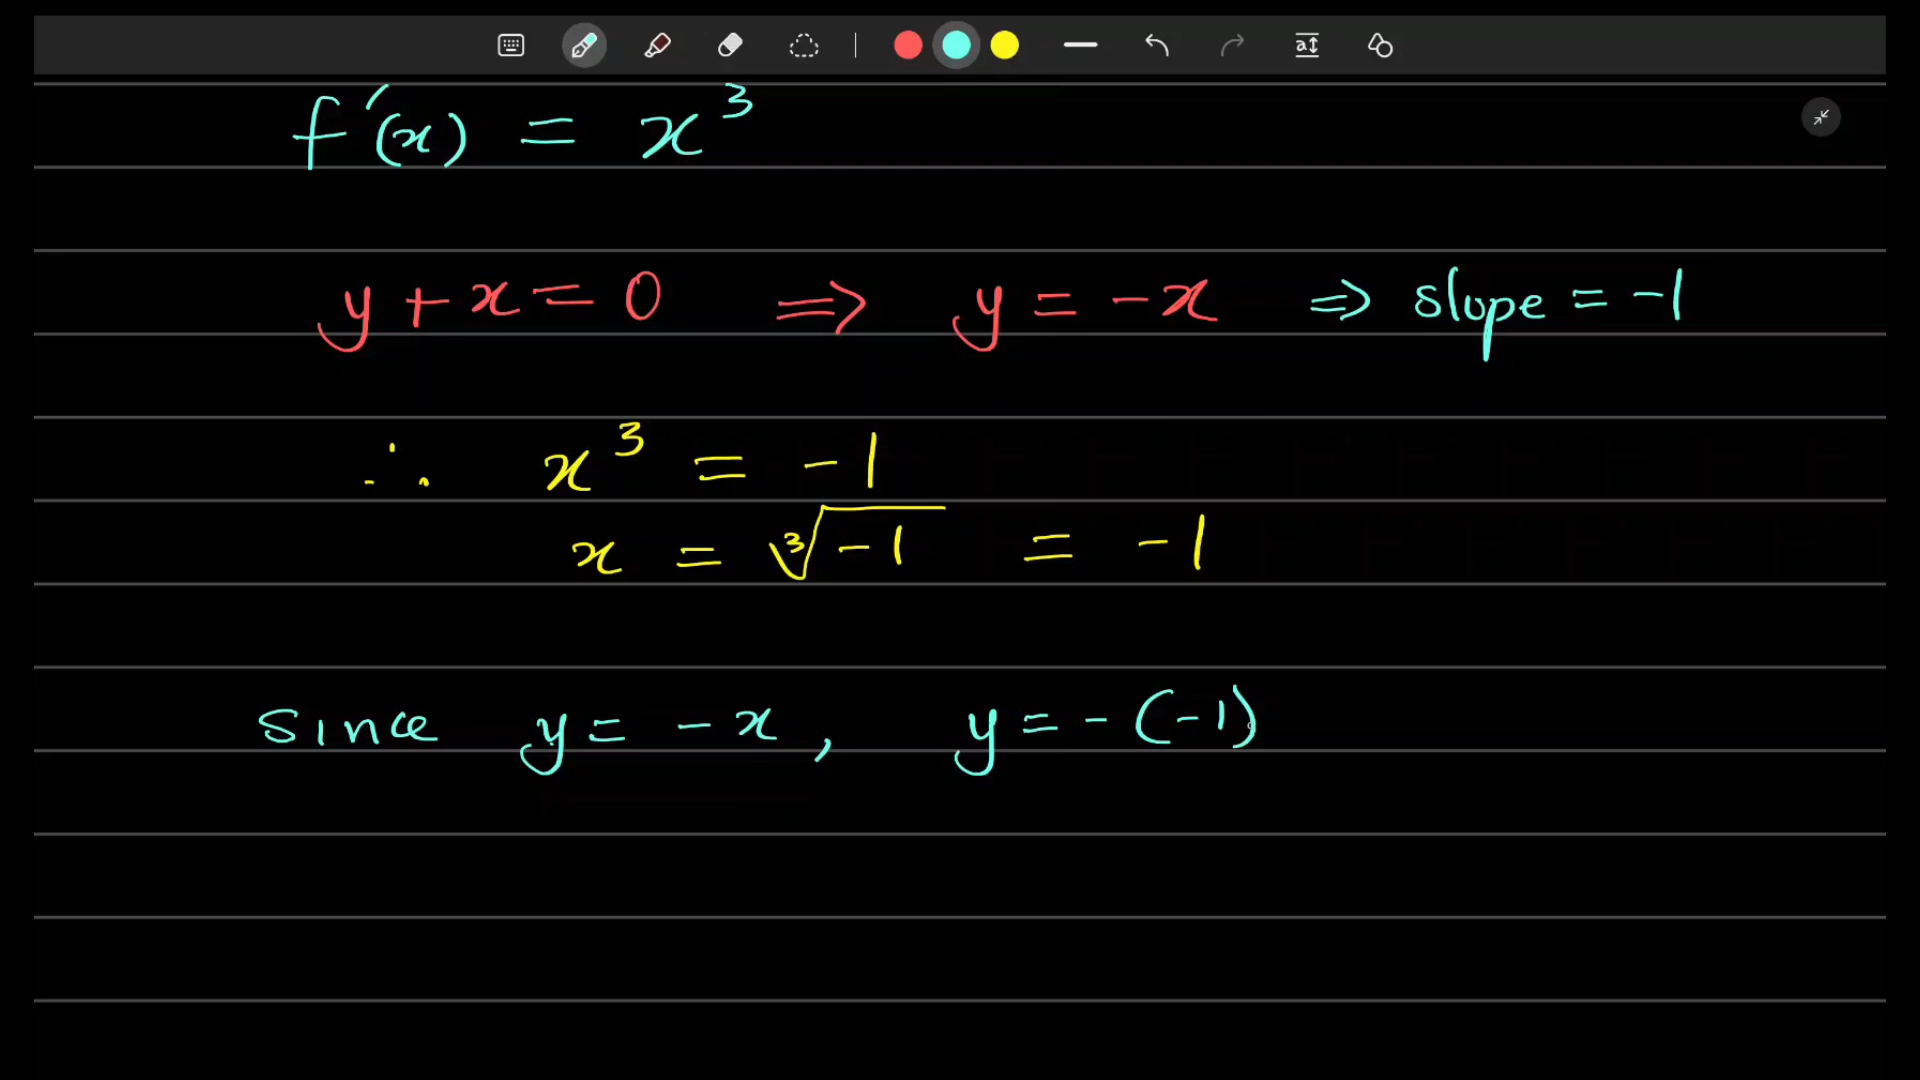 f'(x) = x³
y + x = 0 ⇒ y = -x ⇒ slope = -1
∴ x³ = -1
x = ∛-1 = -1
since y = -x, y = -(-1)